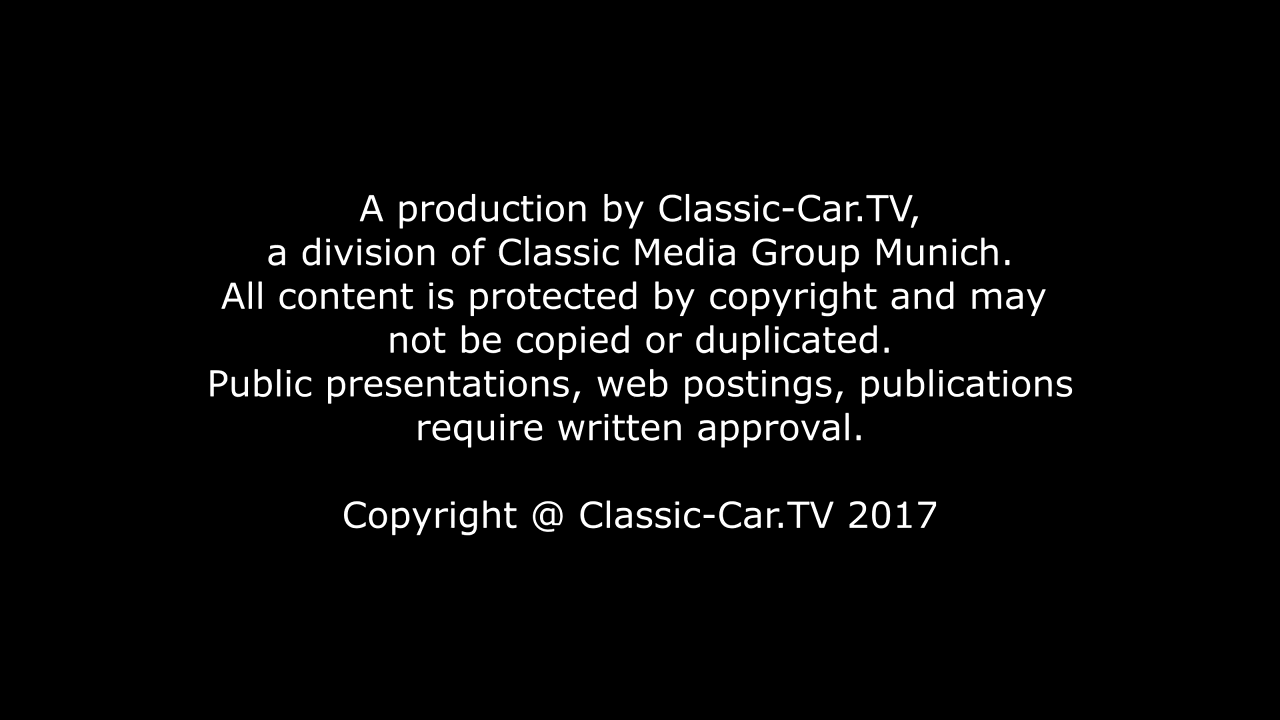 A production by Classic-Car.TV,
a division of Classic Media Group Munich.
All content is protected by copyright and may
not be copied or duplicated.
Public presentations, web postings, publications
require written approval.
Copyright @ Classic-Car.TV 2017